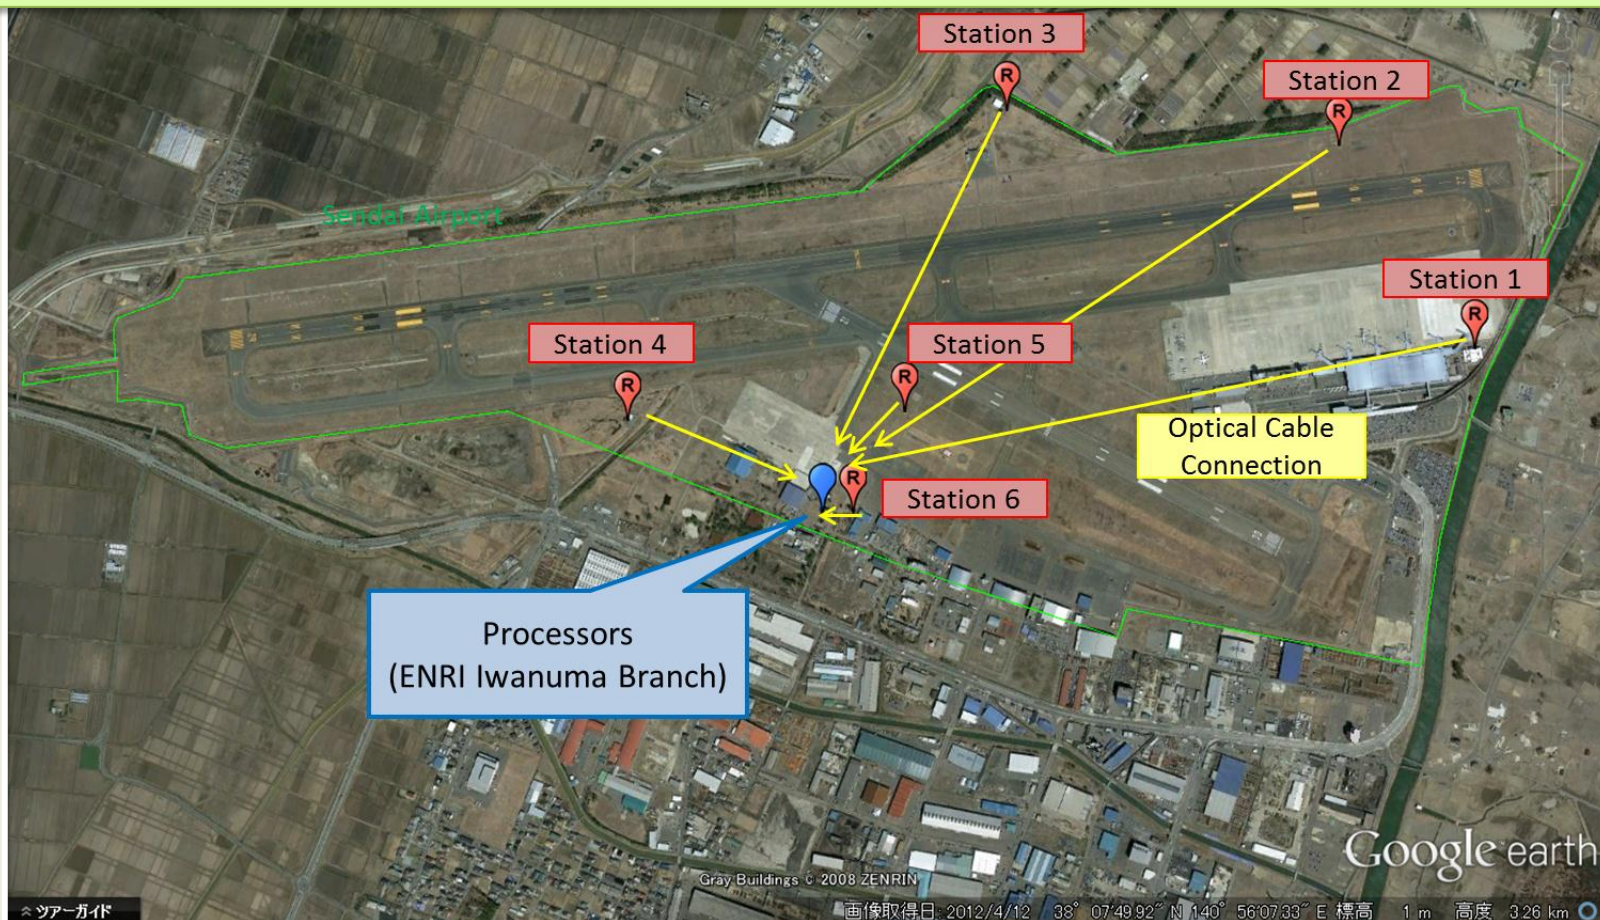 Station 3
R
Station 2
R
Sendai Airport
Station 1
R
Station 4
R
Station 5
R
Optical Cable
Connection
R
Station 6
Processors
(ENRI Iwanuma Branch)
Google earth
Gray Buildings © 2008 ZENRIN
ツアーガイド
画像取得日: 2012/4/12 38° 07'49.92" N 140° 56'07.33" E 標高 1 m 高度 3.26 km